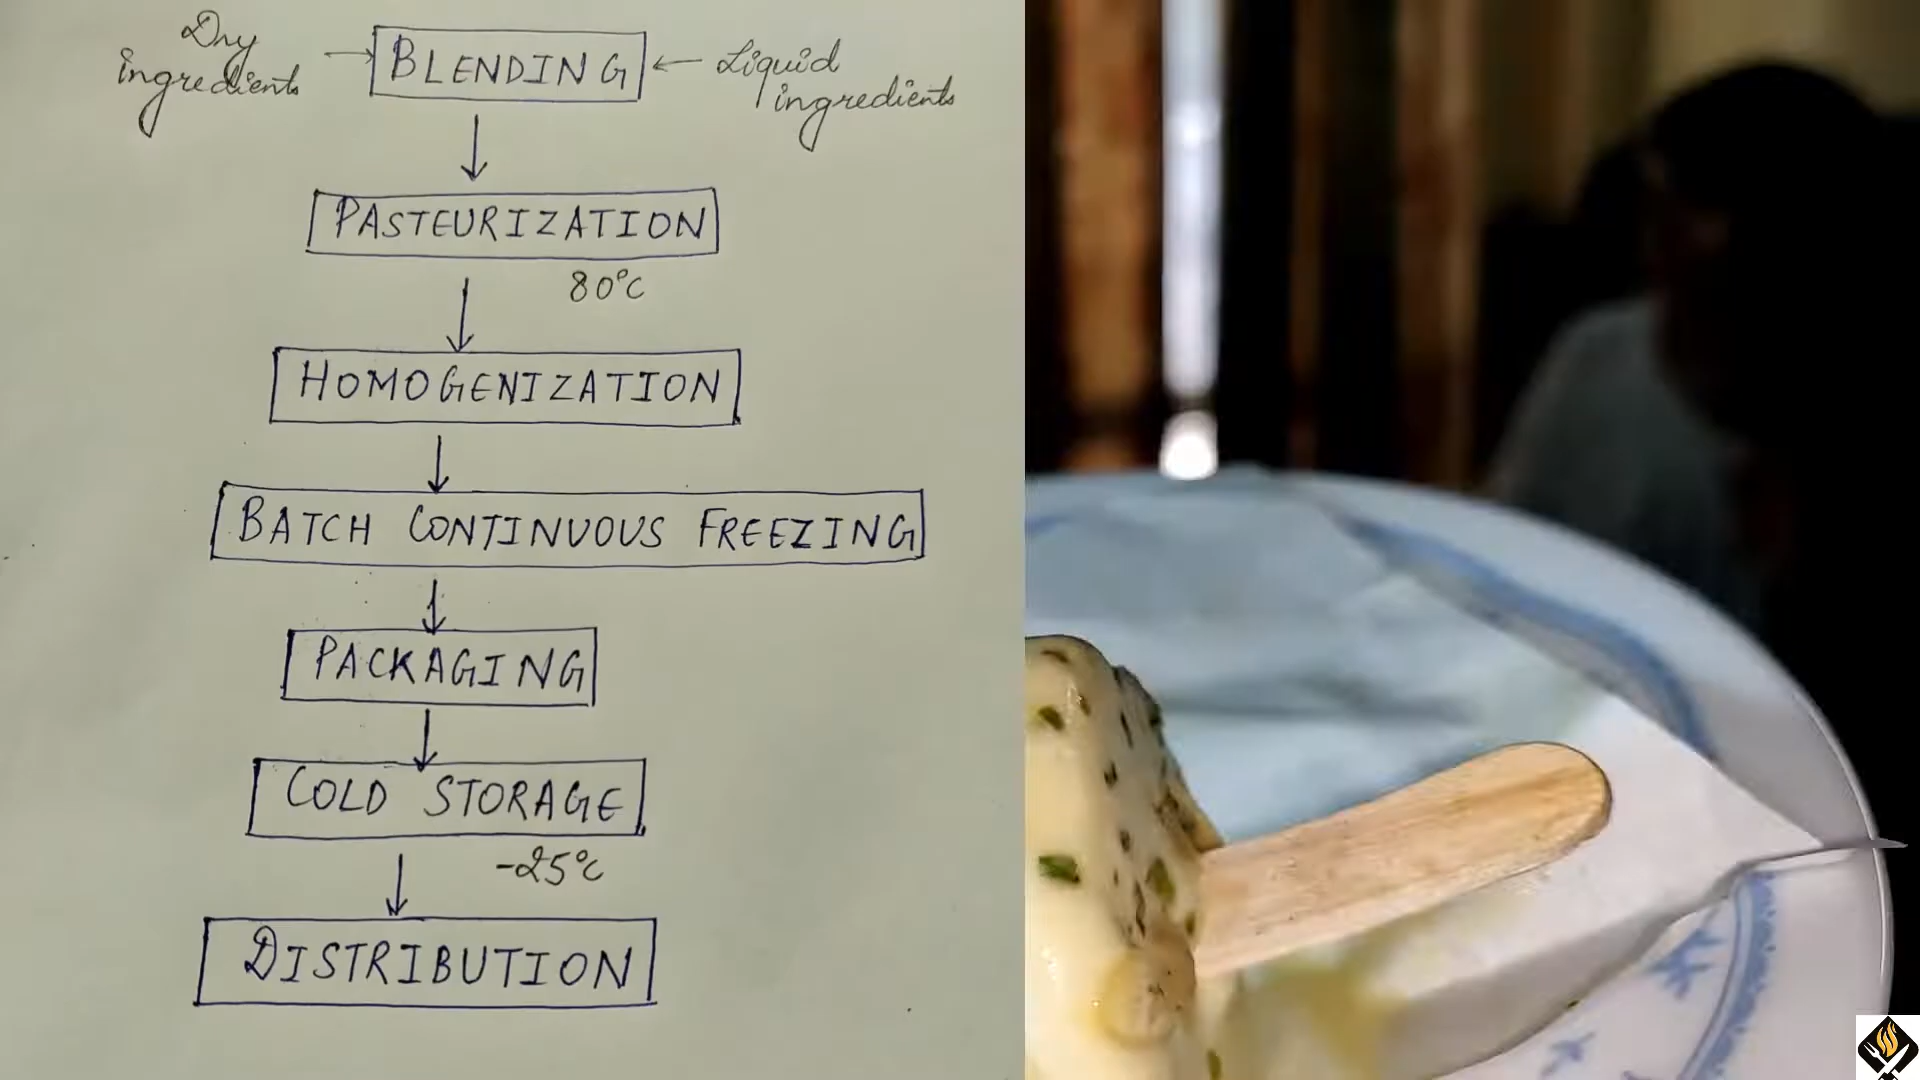 Dry
ingredients
BLENDING
Liquid
ingredients
PASTEURIZATION
80°C
HOMOGENIZATION
BATCH CONTINUOUS FREEZING
PACKAGING
COLD STORAGE
-25°C
DISTRIBUTION